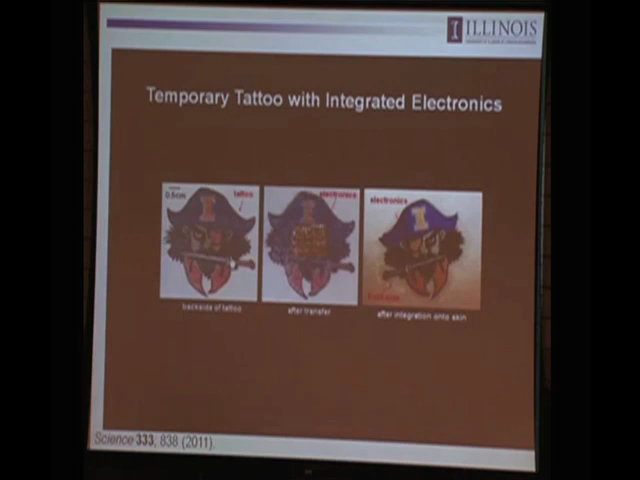 I ILLINOIS
Temporary Tattoo with Integrated Electronics
0.5cm
tattoo
electronics
electronics
backside of tattoo
after transfer
after integration onto skin
Science 333, 838 (2011).